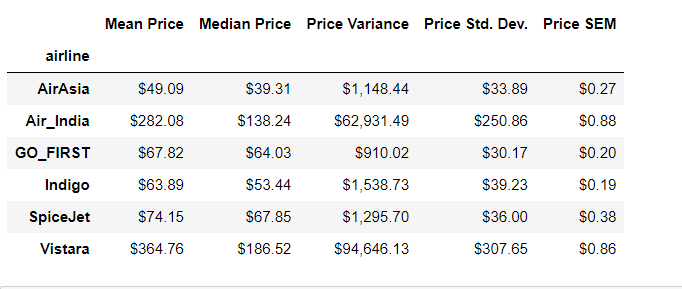 Mean Price Median Price Price Variance Price Std. Dev. Price SEM
airline
AirAsia $49.09 $39.31 $1,148.44 $33.89 $0.27
Air_India $282.08 $138.24 $62,931.49 $250.86 $0.88
GO_FIRST $67.82 $64.03 $910.02 $30.17 $0.20
Indigo $63.89 $53.44 $1,538.73 $39.23 $0.19
SpiceJet $74.15 $67.85 $1,295.70 $36.00 $0.38
Vistara $364.76 $186.52 $94,646.13 $307.65 $0.86